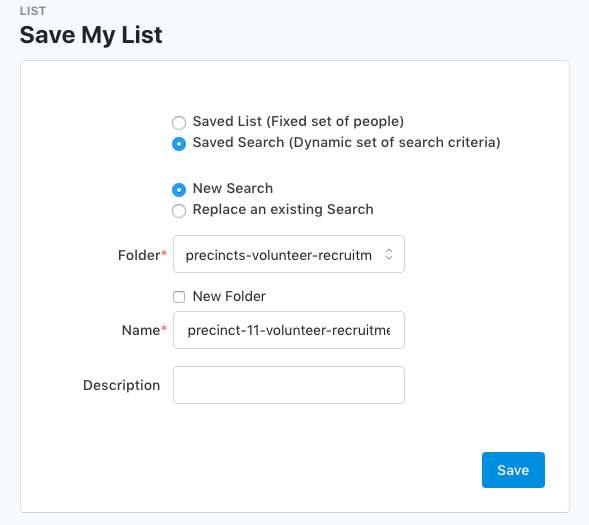 LIST
Save My List
Saved List (Fixed set of people)
Saved Search (Dynamic set of search criteria)
New Search
Replace an existing Search
Folder* precincts-volunteer-recruitm
New Folder
Name* precinct-11-volunteer-recruitme
Description
Save